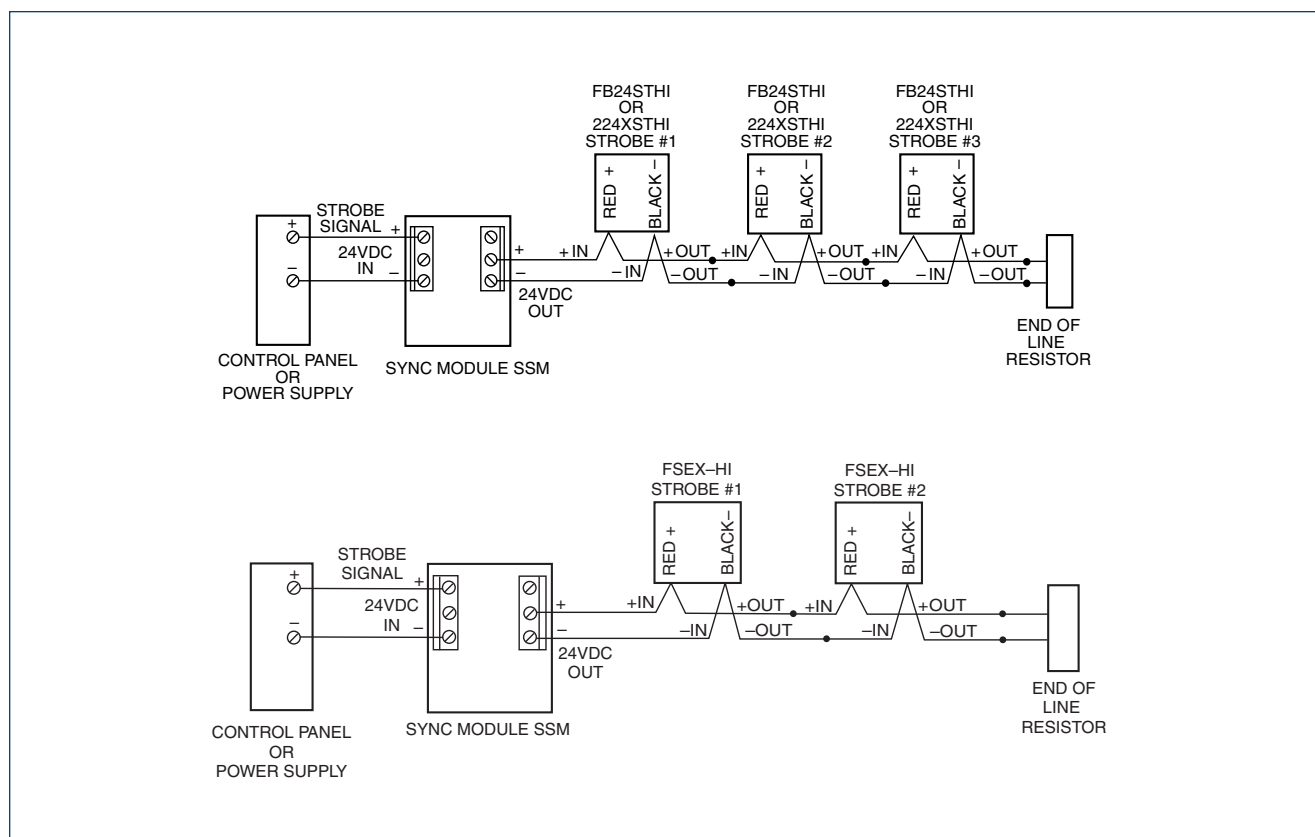 FB24STHI
OR
224XSTHI
STROBE #1
FB24STHI
OR
224XSTHI
STROBE #2
FB24STHI
OR
224XSTHI
STROBE #3
RED +
BLACK –
RED +
BLACK –
RED +
BLACK –
+
–
STROBE
SIGNAL
24VDC
IN
+
–
+
–
24VDC
OUT
+IN
–IN
+OUT
–OUT
+IN
–IN
+OUT
–OUT
+IN
–IN
+OUT
–OUT
CONTROL PANEL
OR
POWER SUPPLY
SYNC MODULE SSM
END OF
LINE
RESISTOR
FSEX–HI
STROBE #1
FSEX–HI
STROBE #2
RED +
BLACK–
RED +
BLACK–
+
–
STROBE
SIGNAL
24VDC
IN
+
–
+
–
24VDC
OUT
+IN
–IN
+OUT
–OUT
+IN
–IN
+OUT
–OUT
CONTROL PANEL
OR
POWER SUPPLY
SYNC MODULE SSM
END OF
LINE
RESISTOR